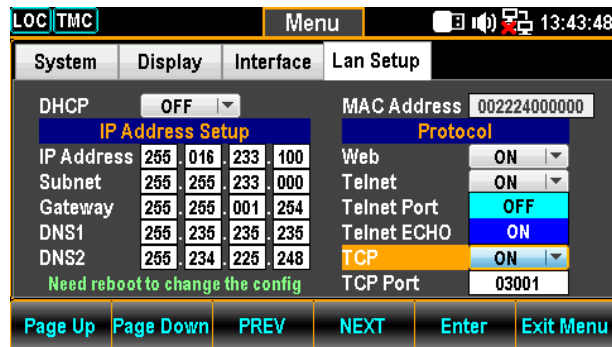 LOC TMC Menu 13:43:48
System Display Interface Lan Setup
DHCP OFF MAC Address 002224000000
IP Address Setup Protocol
IP Address 255 . 016 . 233 . 100 Web ON
Subnet 255 . 255 . 233 . 000 Telnet ON
Gateway 255 . 255 . 001 . 254 Telnet Port OFF
DNS1 255 . 235 . 235 . 235 Telnet ECHO ON
DNS2 255 . 234 . 225 . 248 TCP ON
Need reboot to change the config TCP Port 03001
Page Up Page Down PREV NEXT Enter Exit Menu